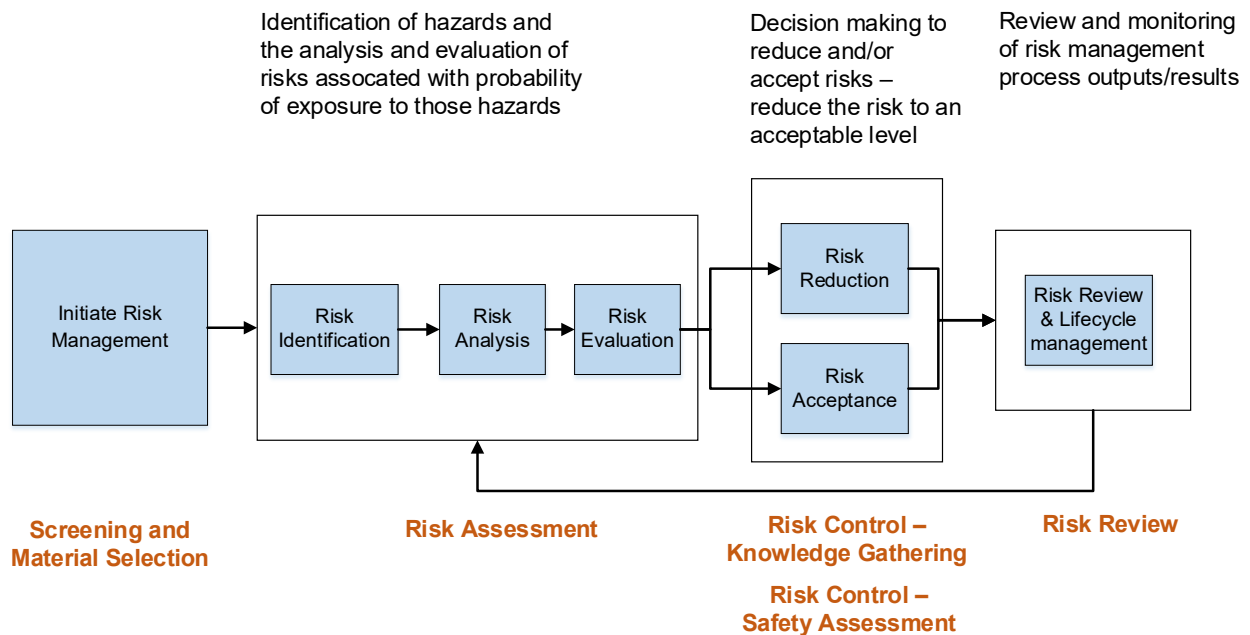 Identification of hazards and
the analysis and evaluation of
risks assocated with probability
of exposure to those hazards
Decision making to
reduce and/or
accept risks –
reduce the risk to an
acceptable level
Review and monitoring
of risk management
process outputs/results
Initiate Risk
Management
Risk
Identification
Risk
Analysis
Risk
Evaluation
Risk
Reduction
Risk
Acceptance
Risk Review
& Lifecycle
management
Screening and
Material Selection
Risk Assessment
Risk Control –
Knowledge Gathering
Risk Control –
Safety Assessment
Risk Review